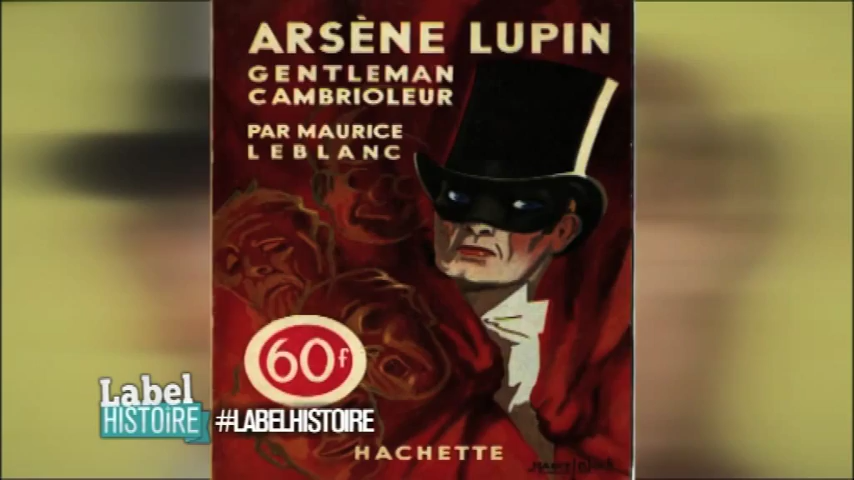 ARSÈNE LUPIN
GENTLEMAN
CAMBRIOLEUR
PAR MAURICE
LEBLANC
60f
Label
HISTOIRE
#LABELHISTOIRE
HACHETTE